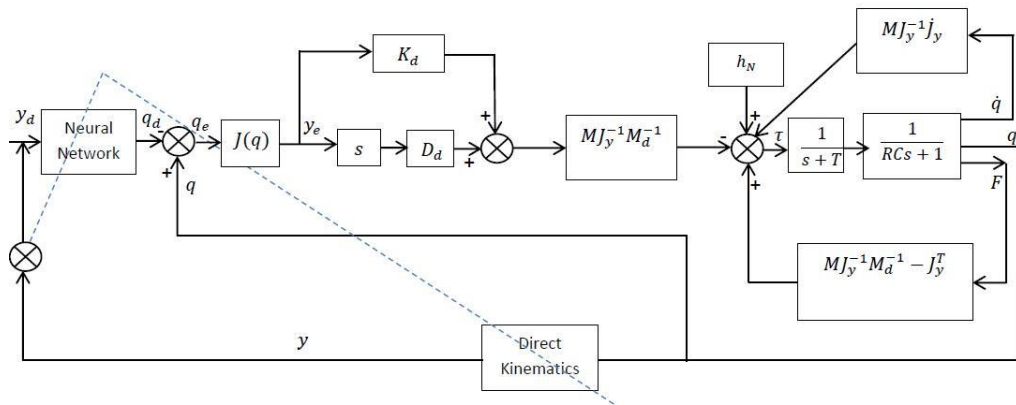 y_d
Neural
Network
q_d
-
q_e
+
q
J(q)
y_e
K_d
s
D_d
+
+
MJ_y^{-1}M_d^{-1}
h_N
-
+
+
τ
1
s+T
1
RCs+1
MJ_y^{-1}J̇_y
q̇
q
F
MJ_y^{-1}M_d^{-1} − J_y^T
y
Direct
Kinematics